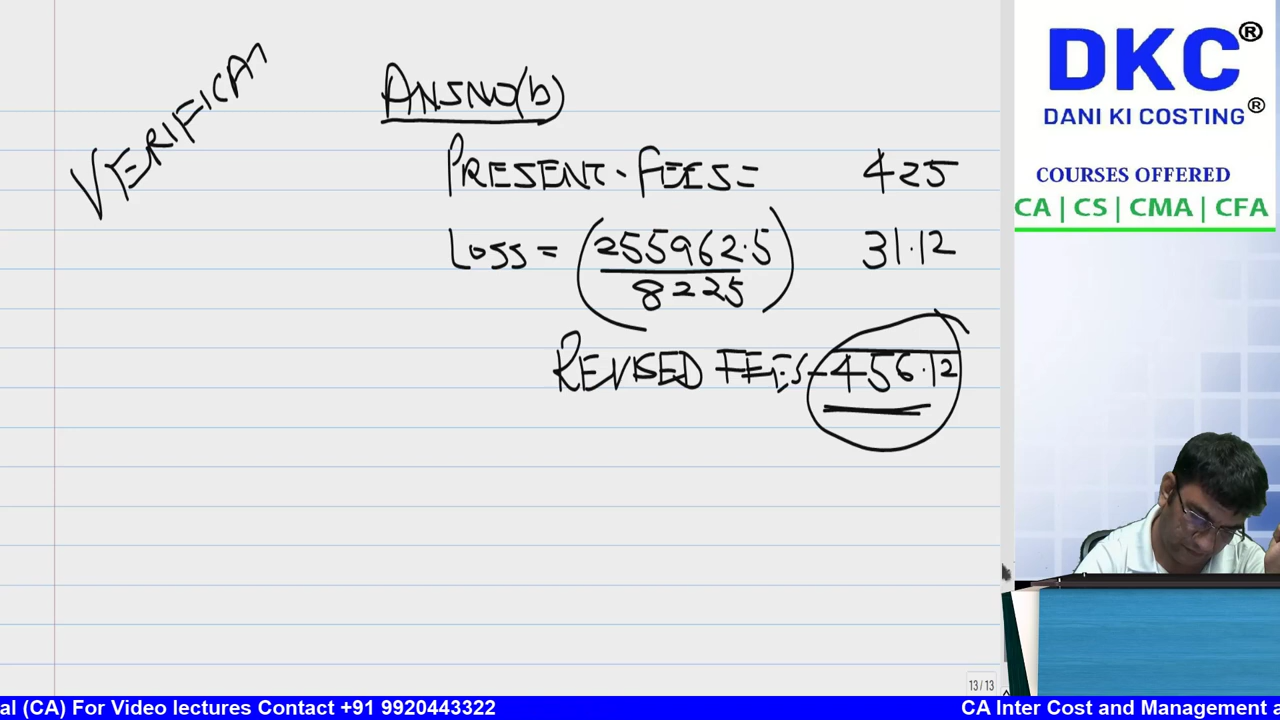 VERIFICAT
ANSNO(b)
PRESENT. FEES = 425
LOSS = (255962.5 / 8225) 31.12
REVISED FEES 456.12
13/13
DKC®
DANI KI COSTING®
COURSES OFFERED
CA | CS | CMA | CFA
al (CA) For Video lectures Contact +91 9920443322
CA Inter Cost and Management a